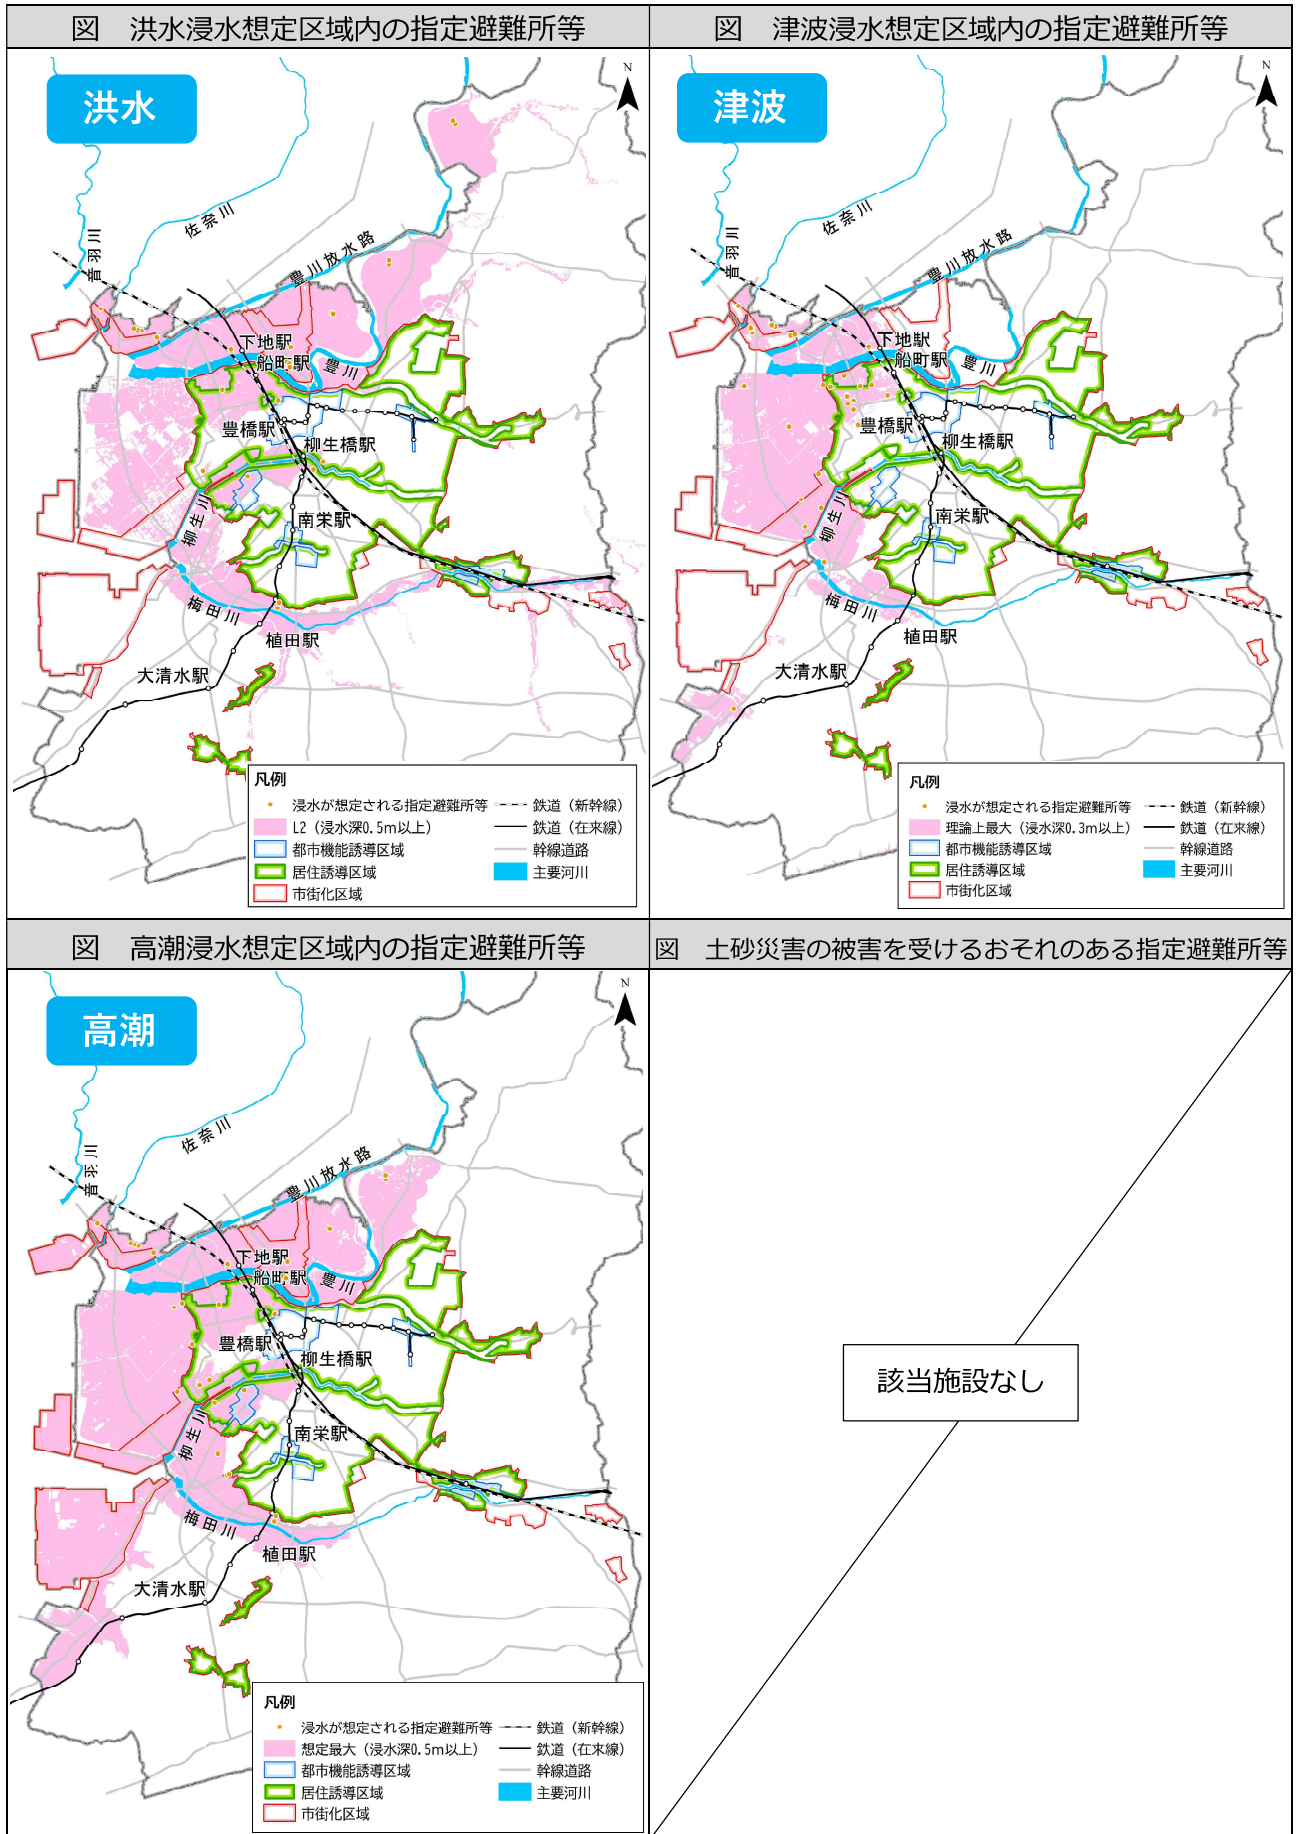 図　洪水浸水想定区域内の指定避難所等
洪水
N
佐奈川
音羽川
豊川放水路
下地駅
船町駅
豊川
豊橋駅
柳生橋駅
柳生川
南栄駅
梅田川
植田駅
大清水駅
凡例
浸水が想定される指定避難所等
L2（浸水深0.5m以上）
都市機能誘導区域
居住誘導区域
市街化区域
鉄道（新幹線）
鉄道（在来線）
幹線道路
主要河川
図　津波浸水想定区域内の指定避難所等
津波
N
佐奈川
音羽川
豊川放水路
下地駅
船町駅
豊川
豊橋駅
柳生橋駅
柳生川
南栄駅
梅田川
植田駅
大清水駅
凡例
浸水が想定される指定避難所等
理論上最大（浸水深0.3m以上）
都市機能誘導区域
居住誘導区域
市街化区域
鉄道（新幹線）
鉄道（在来線）
幹線道路
主要河川
図　高潮浸水想定区域内の指定避難所等
高潮
N
佐奈川
音羽川
豊川放水路
下地駅
船町駅
豊川
豊橋駅
柳生橋駅
柳生川
南栄駅
梅田川
植田駅
大清水駅
凡例
浸水が想定される指定避難所等
想定最大（浸水深0.5m以上）
都市機能誘導区域
居住誘導区域
市街化区域
鉄道（新幹線）
鉄道（在来線）
幹線道路
主要河川
図　土砂災害の被害を受けるおそれのある指定避難所等
該当施設なし